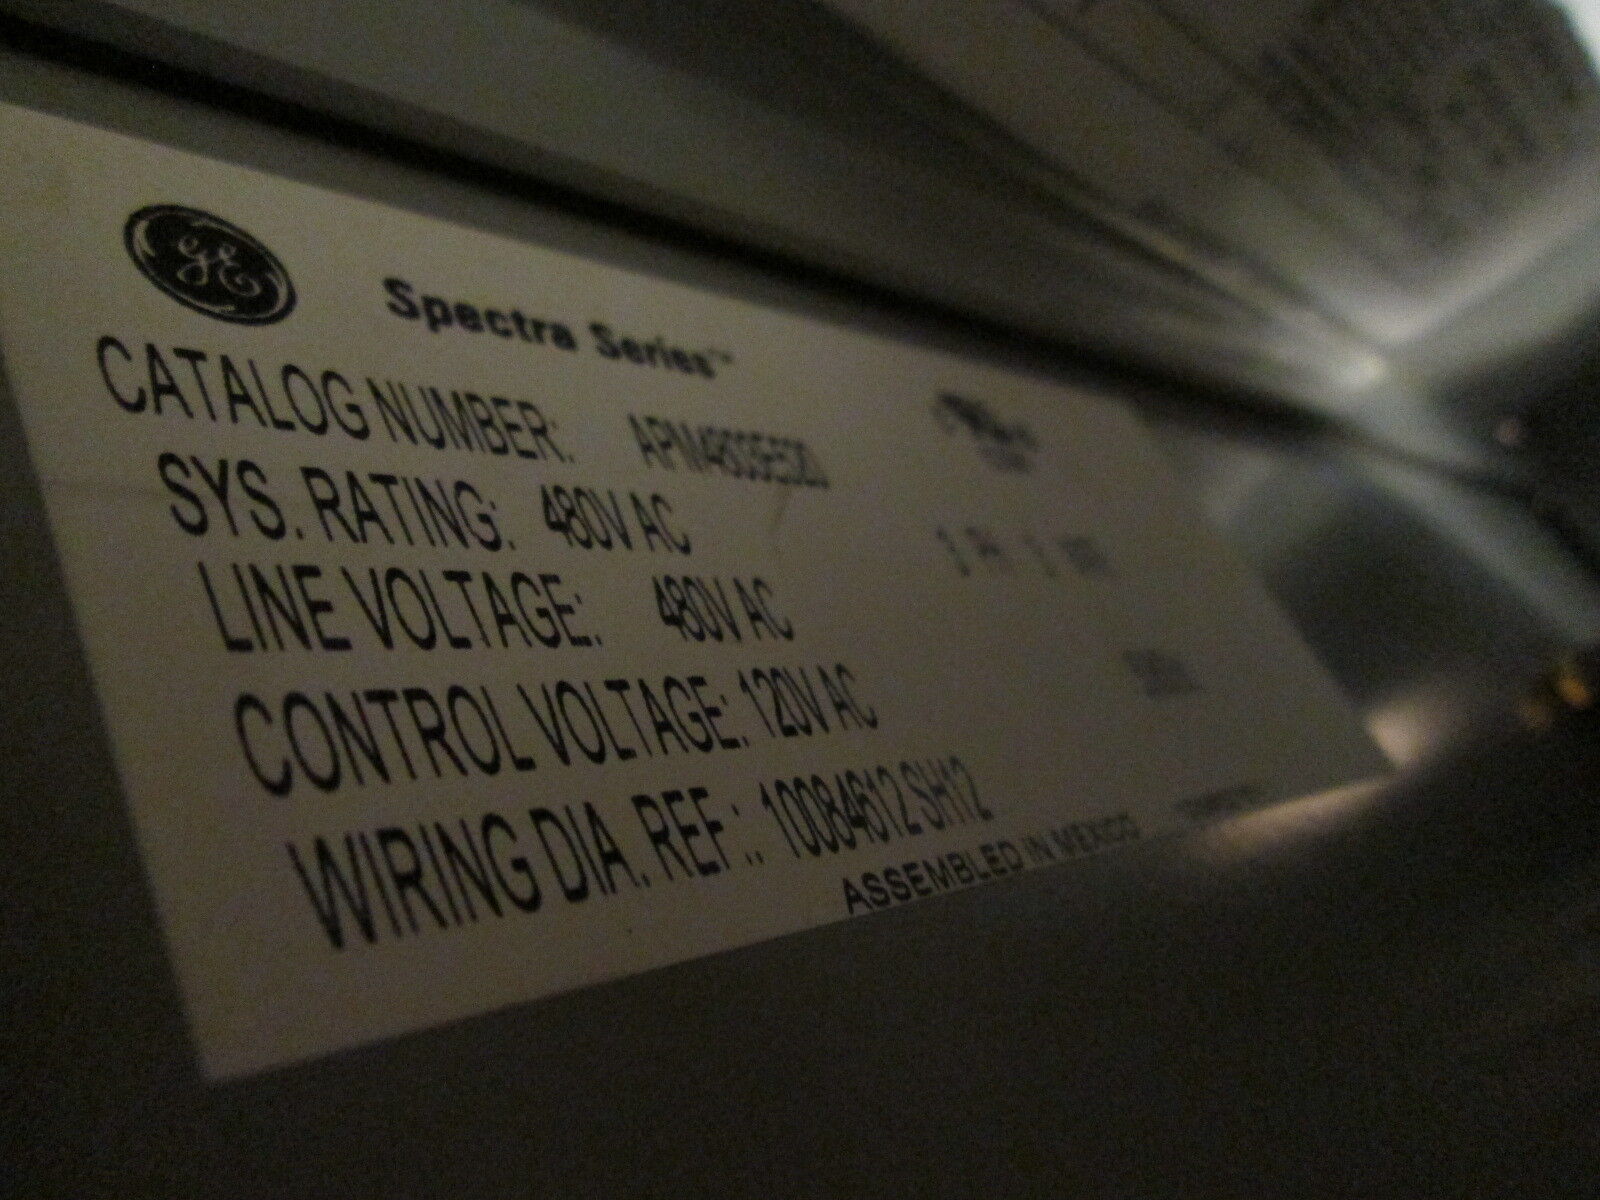 GE
Spectra Series™
CATALOG NUMBER:
SYS. RATING: 480V AC
LINE VOLTAGE: 480V AC
CONTROL VOLTAGE: 120V AC
WIRING DIA. REF.: 10084612 SH12
ASSEMBLED IN MEXICO